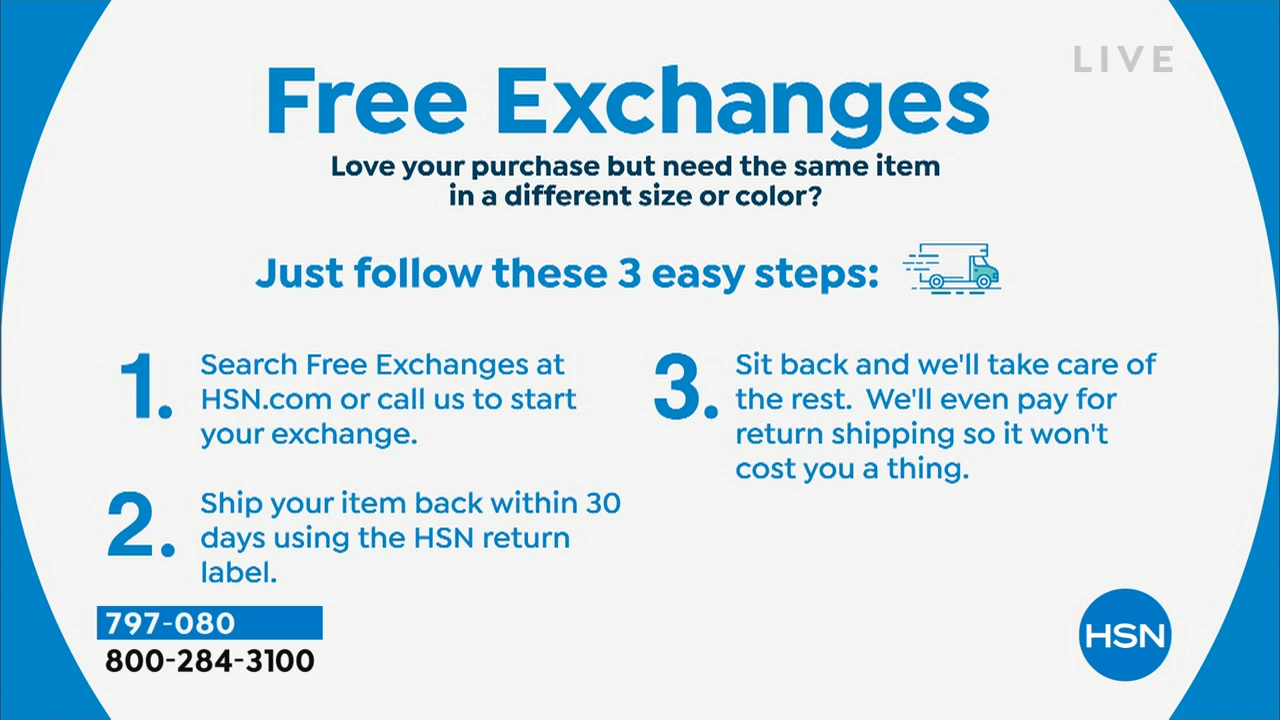 LIVE
Free Exchanges
Love your purchase but need the same item
in a different size or color?
Just follow these 3 easy steps:
1. Search Free Exchanges at
HSN.com or call us to start
your exchange.
2. Ship your item back within 30
days using the HSN return
label.
3. Sit back and we'll take care of
the rest. We'll even pay for
return shipping so it won't
cost you a thing.
797-080
800-284-3100
HSN